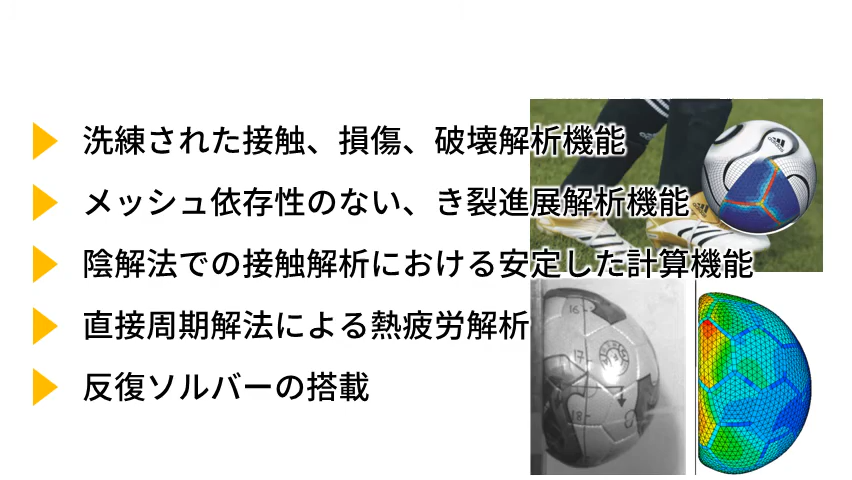 洗練された接触、損傷、破壊解析機能
メッシュ依存性のない、き裂進展解析機能
陰解法での接触解析における安定した計算機能
直接周期解法による熱疲労解析
反復ソルバーの搭載
16
17
18